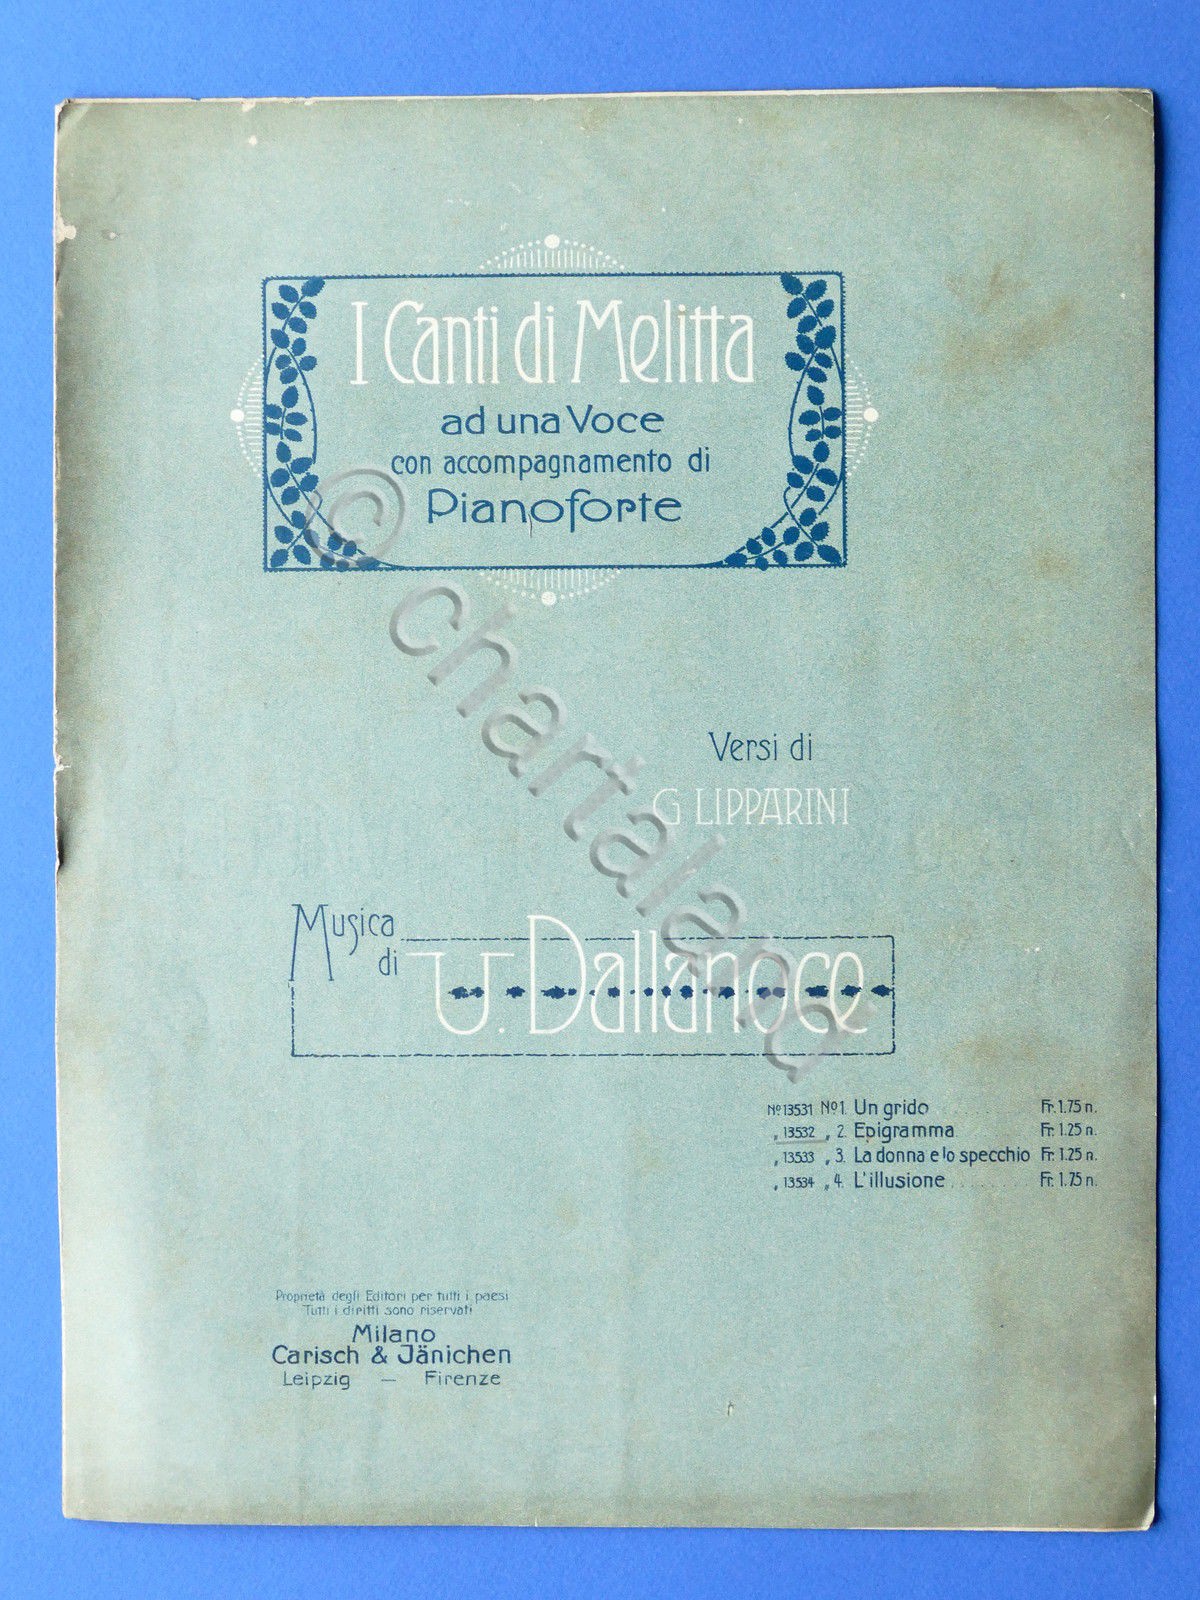 I Canti di Melitta
ad una Voce
con accompagnamento di
Pianoforte
Versi di
G LIPPARINI
Musica
di U. Dallanoce
No 13531 No 1. Un grido ........ Fr. 1.75 n.
„ 13532 „ 2. Epigramma Fr. 1.25 n.
„ 13533 „ 3. La donna e lo specchio Fr. 1.25 n.
„ 13534 „ 4. L'illusione ........ Fr. 1.75 n.
Proprietà degli Editori per tutti i paesi
Tutti i diritti sono riservati
Milano
Carisch & Jänichen
Leipzig — Firenze
© chartaland